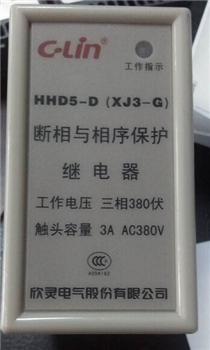 C-Lin
工作指示
HHD5-D (XJ3-G)
断相与相序保护
继电器
工作电压 三相380伏
触头容量 3A AC380V
欣灵电气股份有限公司